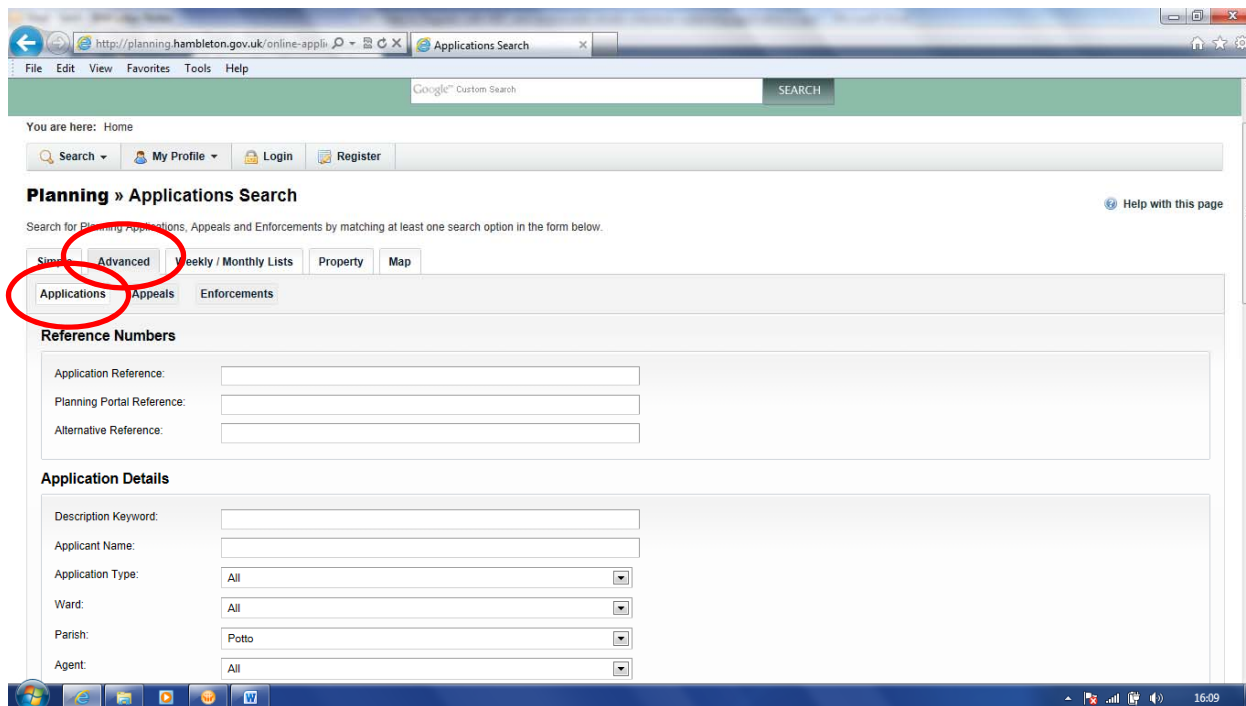 http://planning.hambleton.gov.uk/online-appli Applications Search
File Edit View Favorites Tools Help
Google™ Custom Search SEARCH
You are here: Home
Search My Profile Login Register
Planning » Applications Search
Help with this page
Search for Planning Applications, Appeals and Enforcements by matching at least one search option in the form below.
Simple Advanced Weekly / Monthly Lists Property Map
Applications Appeals Enforcements
Reference Numbers
Application Reference:
Planning Portal Reference:
Alternative Reference:
Application Details
Description Keyword:
Applicant Name:
Application Type: All
Ward: All
Parish: Potto
Agent: All
16:09